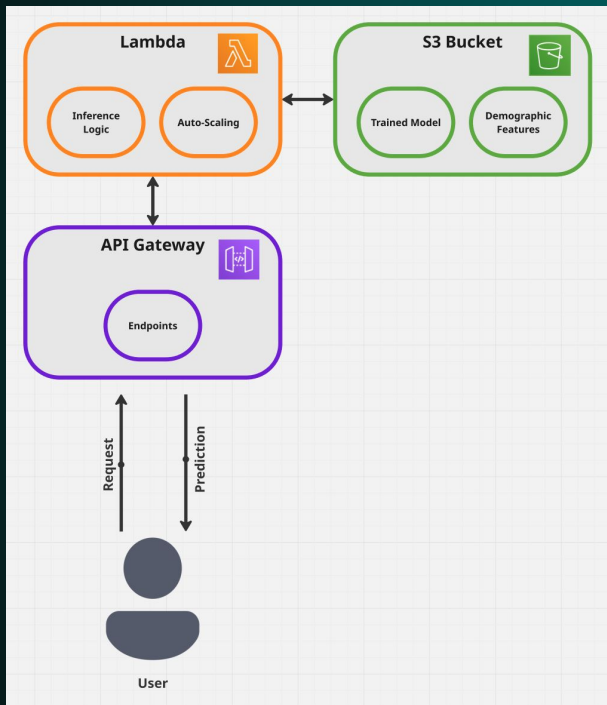 Lambda
S3 Bucket
Inference
Logic
Auto-Scaling
Trained Model
Demographic
Features
API Gateway
</>
Endpoints
Request
Prediction
User